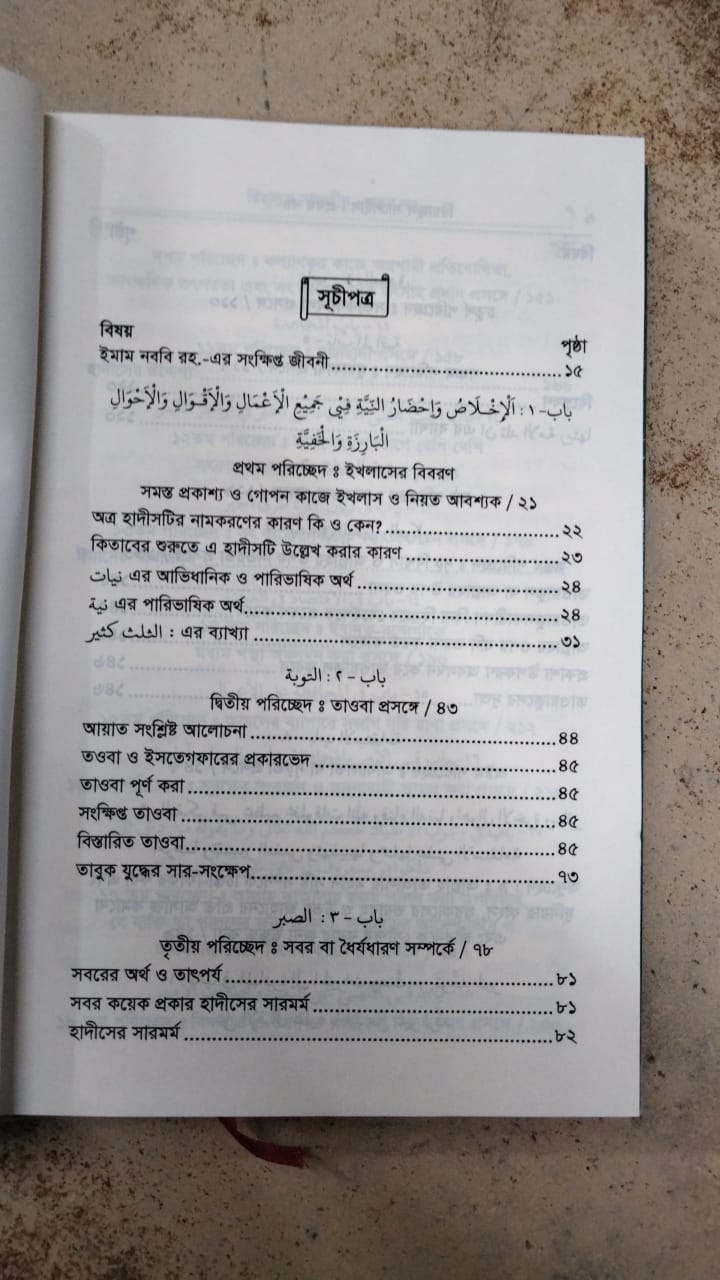 সূচীপত্র
বিষয় পৃষ্ঠা
ইমাম নববি রহ.-এর সংক্ষিপ্ত জীবনী ..................................১৫
باب-١ : اَلْإِخْلَاصُ وَإِحْضَارُ النِّيَّةِ فِيْ جَمِيْعِ الْأَعْمَالِ وَالْأَقْوَالِ وَالْأَحْوَالِ
الْبَارِزَةِ وَالْخَفِيَّةِ
প্রথম পরিচ্ছেদ : ইখলাসের বিবরণ
সমস্ত প্রকাশ্য ও গোপন কাজে ইখলাস ও নিয়ত আবশ্যক / ২১
অত্র হাদীসটির নামকরণের কারণ কি ও কেন? ..........................২২
কিতাবের শুরুতে এ হাদীসটি উল্লেখ করার কারণ .......................২৩
نيات এর আভিধানিক ও পারিভাষিক অর্থ ..............................২৪
نية এর পারিভাষিক অর্থ..............................................২৪
الثلث كثير : এর ব্যাখ্যা .............................................৩১
باب - ٢ : التوبة
দ্বিতীয় পরিচ্ছেদ : তাওবা প্রসঙ্গে / ৪৩
আয়াত সংশ্লিষ্ট আলোচনা .............................................৪৪
তওবা ও ইসতেগফারের প্রকারভেদ ...................................৪৫
তাওবা পূর্ণ করা ......................................................৪৫
সংক্ষিপ্ত তাওবা .......................................................৪৫
বিস্তারিত তাওবা......................................................৪৫
তাবুক যুদ্ধের সার-সংক্ষেপ............................................৭৩
باب - ٣ : الصبر
তৃতীয় পরিচ্ছেদ : সবর বা ধৈর্যধারণ সম্পর্কে / ৭৮
সবরের অর্থ ও তাৎপর্য ................................................৮১
সবর কয়েক প্রকার হাদীসের সারমর্ম ..................................৮১
হাদীসের সারমর্ম ......................................................৮২